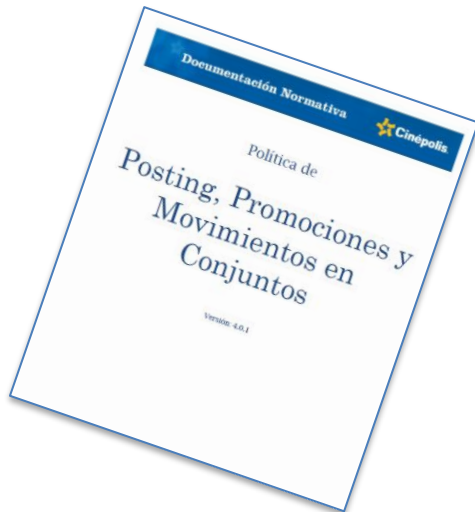 Documentación Normativa
Cinépolis
Política de
Posting, Promociones y
Movimientos en
Conjuntos
Versión: 4.0.1